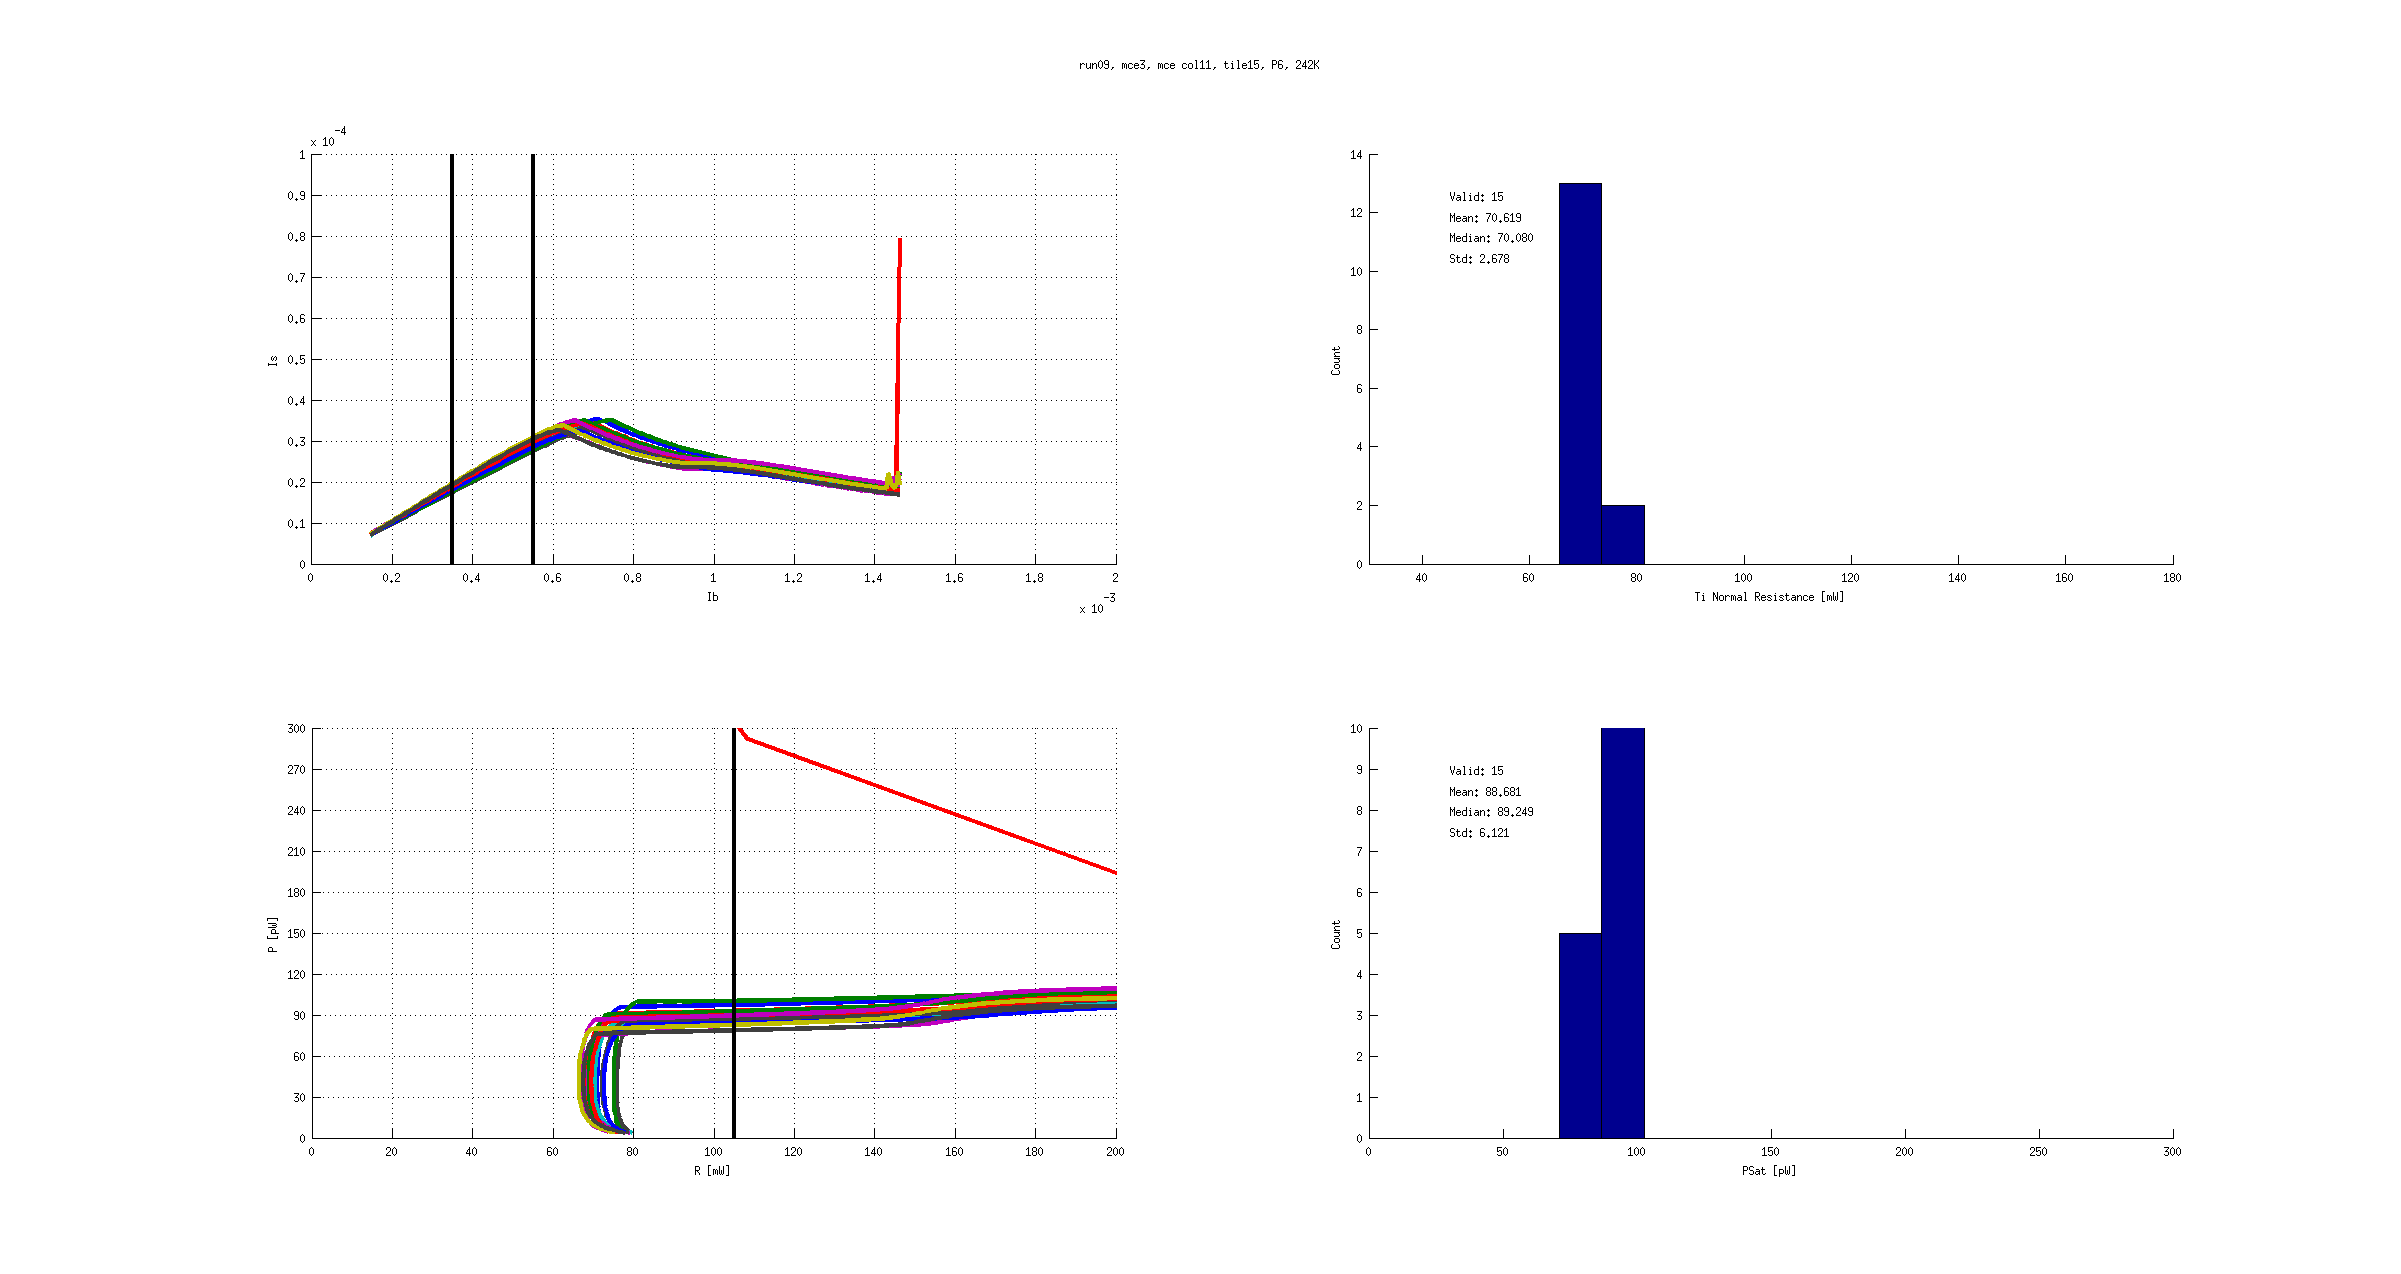 run09, mce3, mce col11, tile15, P6, 242K
x 10^-4
1
0.9
0.8
0.7
0.6
0.5
0.4
0.3
0.2
0.1
0
Is
0 0.2 0.4 0.6 0.8 1 1.2 1.4 1.6 1.8 2
Ib
x 10^-3
14
12
10
8
6
4
2
0
Count
Valid: 15
Mean: 70.619
Median: 70.080
Std: 2.678
40 60 80 100 120 140 160 180
Ti Normal Resistance [mW]
300
270
240
210
180
150
120
90
60
30
0
P [pW]
0 20 40 60 80 100 120 140 160 180 200
R [mW]
10
9
8
7
6
5
4
3
2
1
0
Count
Valid: 15
Mean: 88.681
Median: 89.249
Std: 6.121
0 50 100 150 200 250 300
PSat [pW]